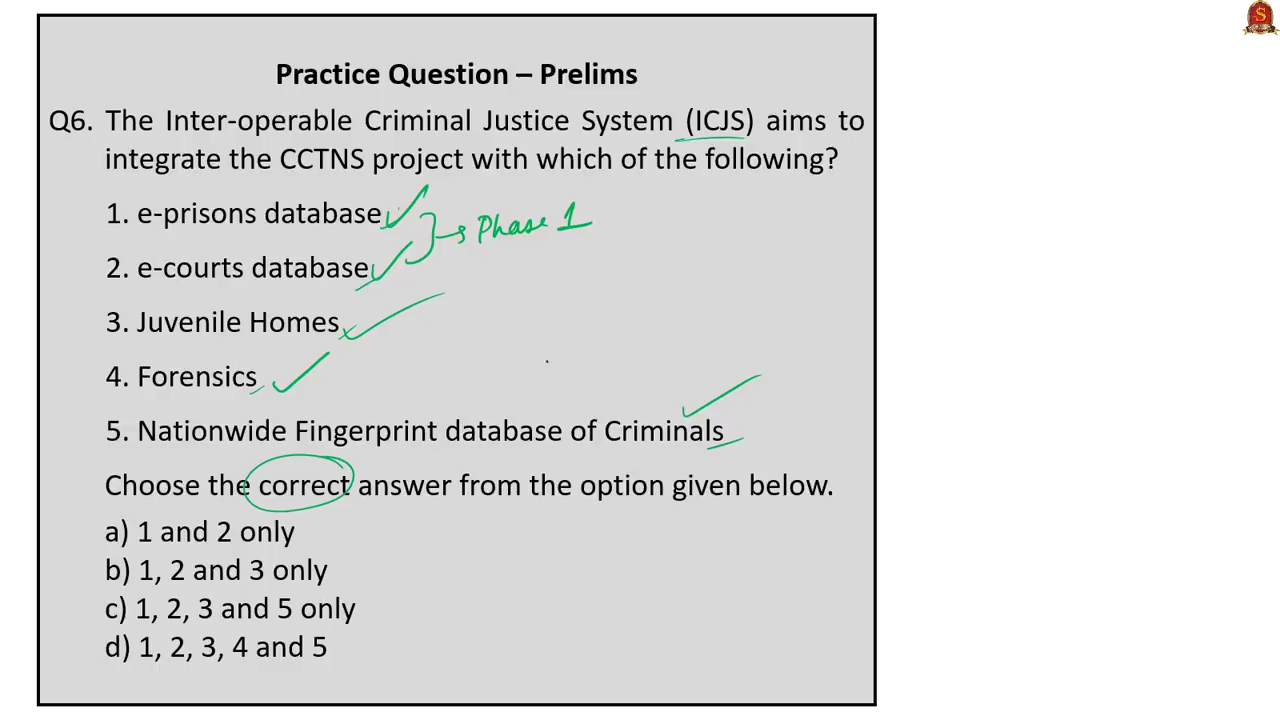 Practice Question – Prelims
Q6. The Inter-operable Criminal Justice System (ICJS) aims to
integrate the CCTNS project with which of the following?
1. e-prisons database
Phase 1
2. e-courts database
3. Juvenile Homes
4. Forensics
5. Nationwide Fingerprint database of Criminals
Choose the correct answer from the option given below.
a) 1 and 2 only
b) 1, 2 and 3 only
c) 1, 2, 3 and 5 only
d) 1, 2, 3, 4 and 5
S